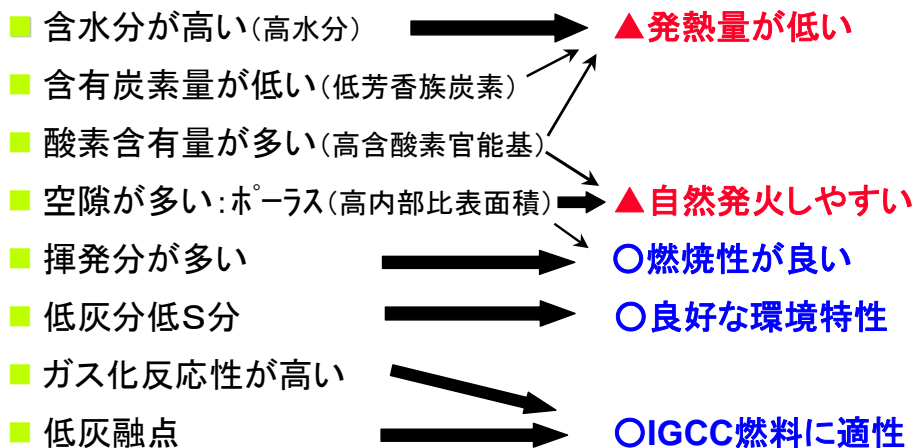 含水分が高い(高水分) ▲発熱量が低い
含有炭素量が低い(低芳香族炭素)
酸素含有量が多い(高含酸素官能基)
空隙が多い:ポーラス(高内部比表面積) ▲自然発火しやすい
揮発分が多い ○燃焼性が良い
低灰分低S分 ○良好な環境特性
ガス化反応性が高い
低灰融点 ○IGCC燃料に適性